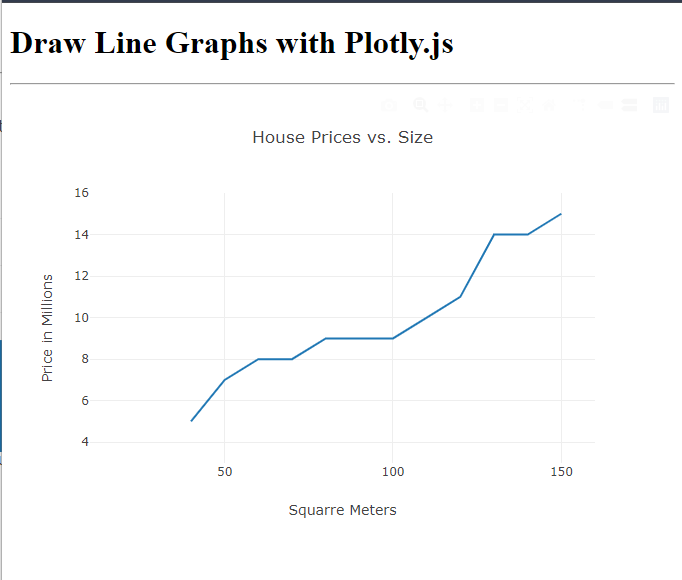 Draw Line Graphs with Plotly.js
House Prices vs. Size
16
14
12
10
8
6
4
Price in Millions
50 100 150
Squarre Meters